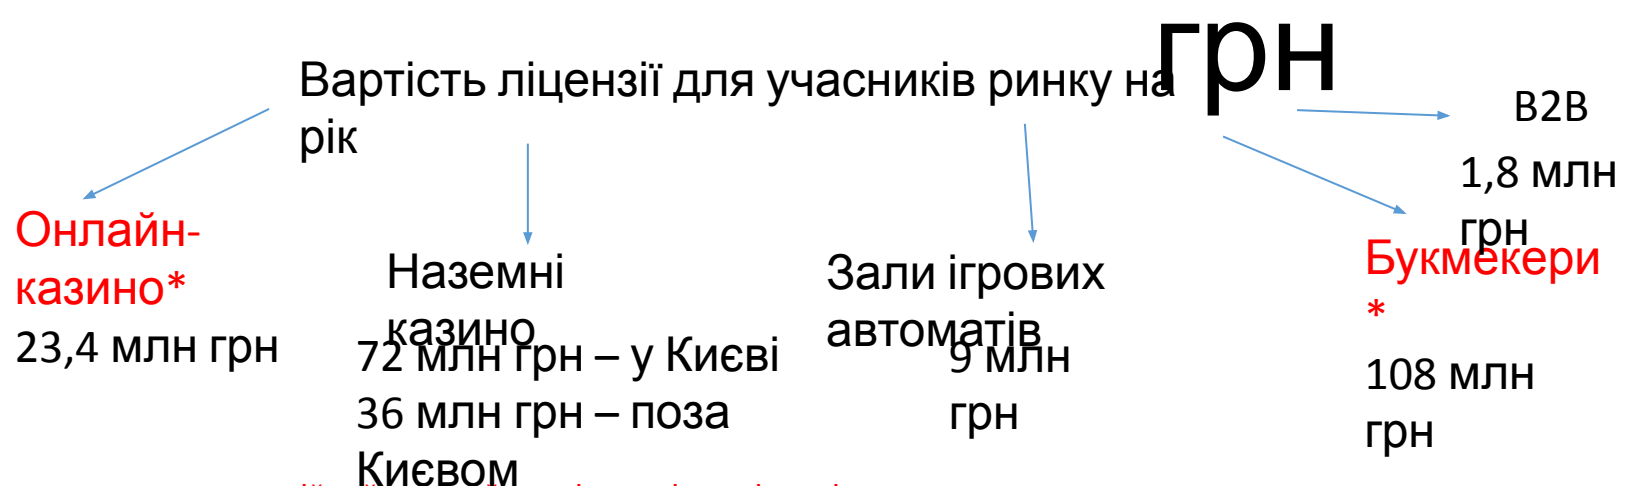 грн
Вартість ліцензії для учасників ринку на
рік
B2B
1,8 млн
грн
Онлайн-
казино*
23,4 млн грн
Наземні
казино
72 млн грн – у Києві
36 млн грн – поза
Києвом
Зали ігрових
автоматів
9 млн
грн
Букмекери
*
108 млн
грн